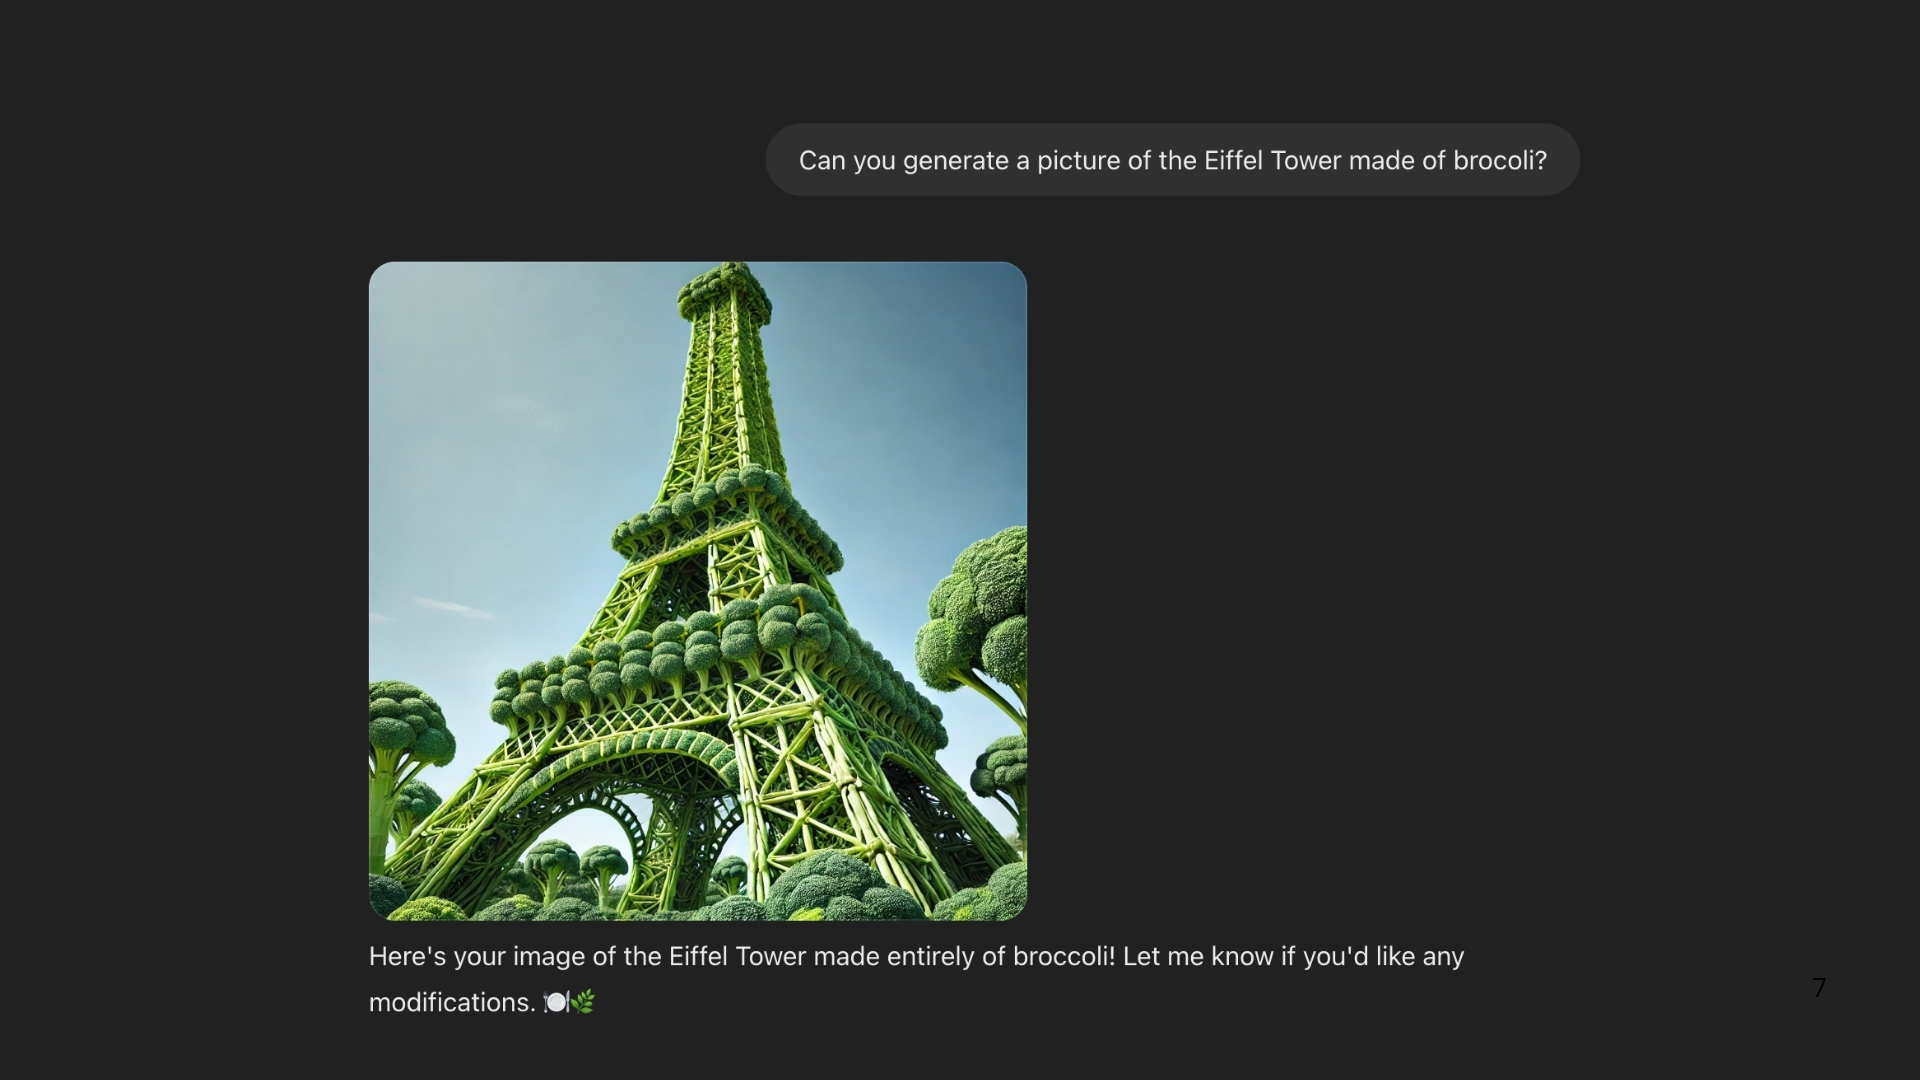 Can you generate a picture of the Eiffel Tower made of brocoli?
Here's your image of the Eiffel Tower made entirely of broccoli! Let me know if you'd like any
modifications. 🍽️🌿
7